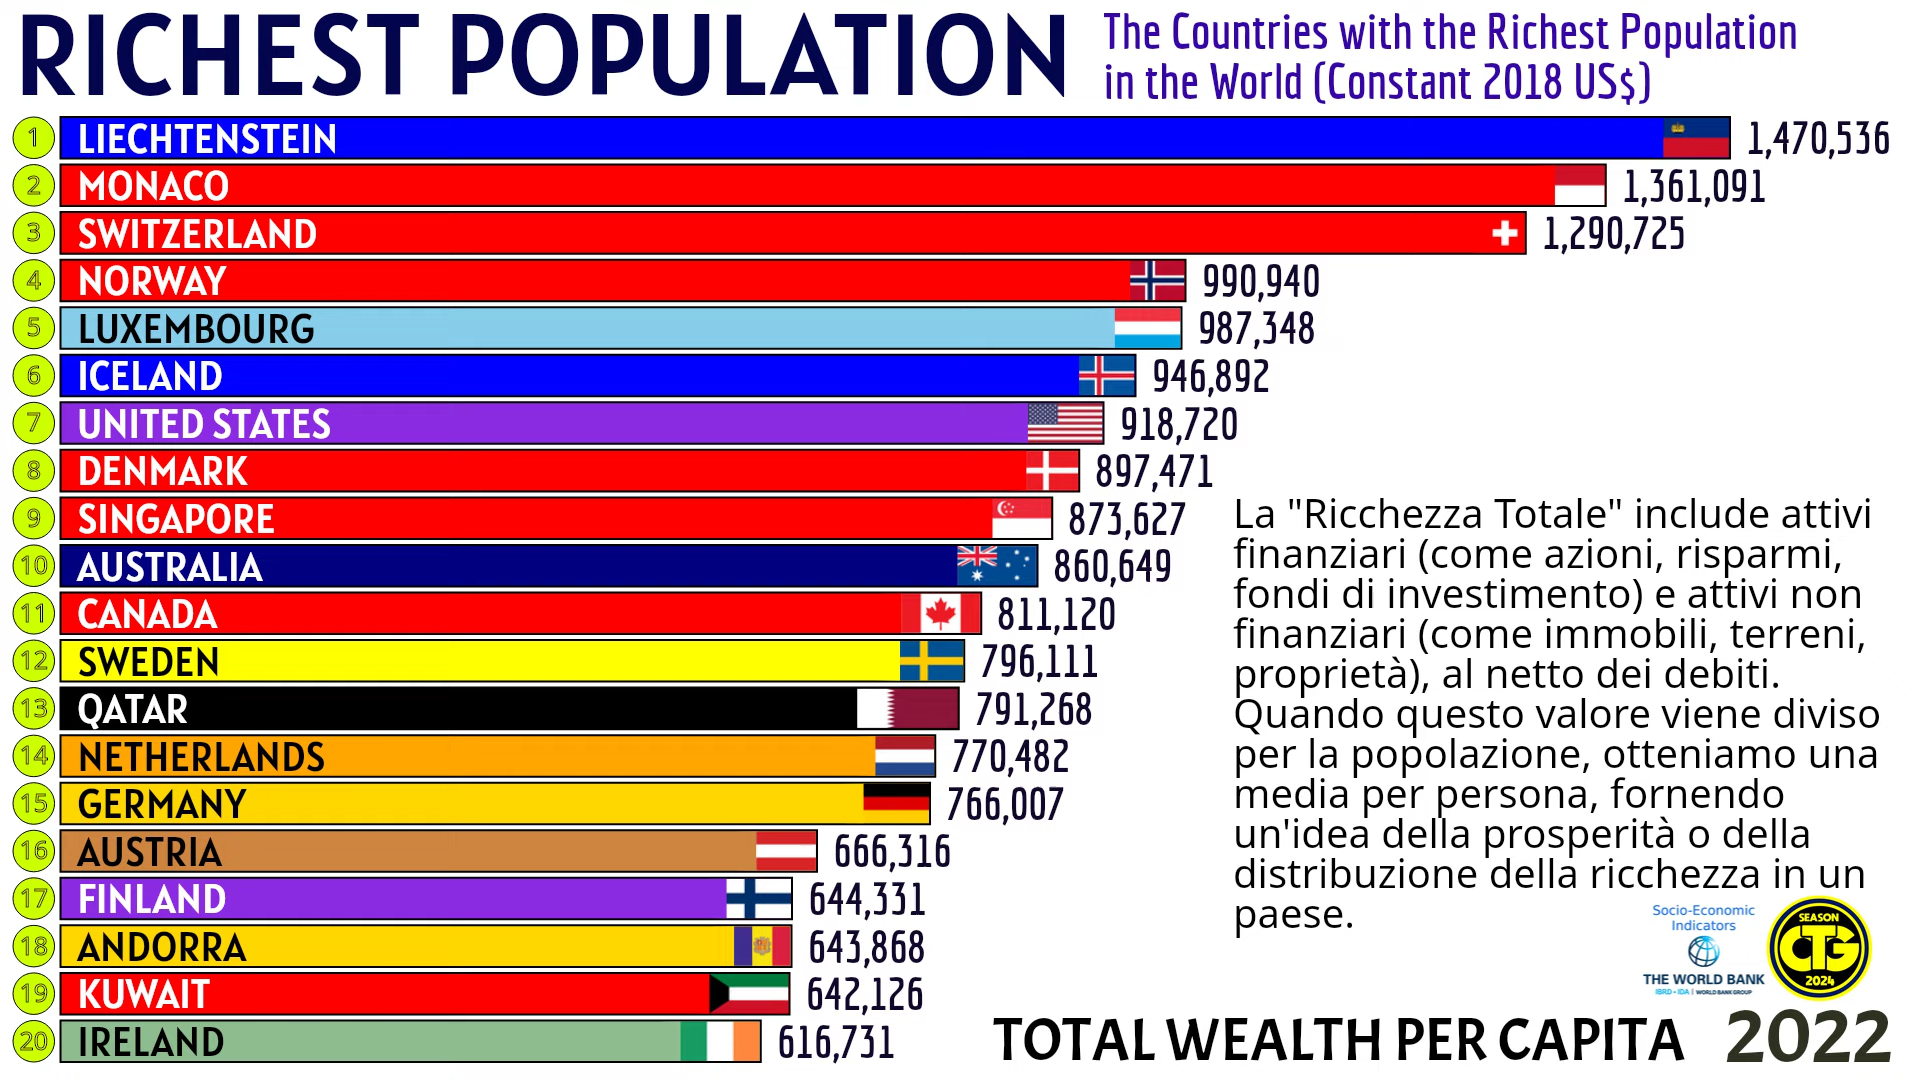 RICHEST POPULATION
The Countries with the Richest Population
in the World (Constant 2018 US$)
1 LIECHTENSTEIN 1,470,536
2 MONACO 1,361,091
3 SWITZERLAND 1,290,725
4 NORWAY 990,940
5 LUXEMBOURG 987,348
6 ICELAND 946,892
7 UNITED STATES 918,720
8 DENMARK 897,471
9 SINGAPORE 873,627
10 AUSTRALIA 860,649
11 CANADA 811,120
12 SWEDEN 796,111
13 QATAR 791,268
14 NETHERLANDS 770,482
15 GERMANY 766,007
16 AUSTRIA 666,316
17 FINLAND 644,331
18 ANDORRA 643,868
19 KUWAIT 642,126
20 IRELAND 616,731
La "Ricchezza Totale" include attivi
finanziari (come azioni, risparmi,
fondi di investimento) e attivi non
finanziari (come immobili, terreni,
proprietà), al netto dei debiti.
Quando questo valore viene diviso
per la popolazione, otteniamo una
media per persona, fornendo
un'idea della prosperità o della
distribuzione della ricchezza in un
paese.
Socio-Economic
Indicators
THE WORLD BANK
IBRD • IDA | WORLD BANK GROUP
SEASON
CTG
2024
TOTAL WEALTH PER CAPITA 2022